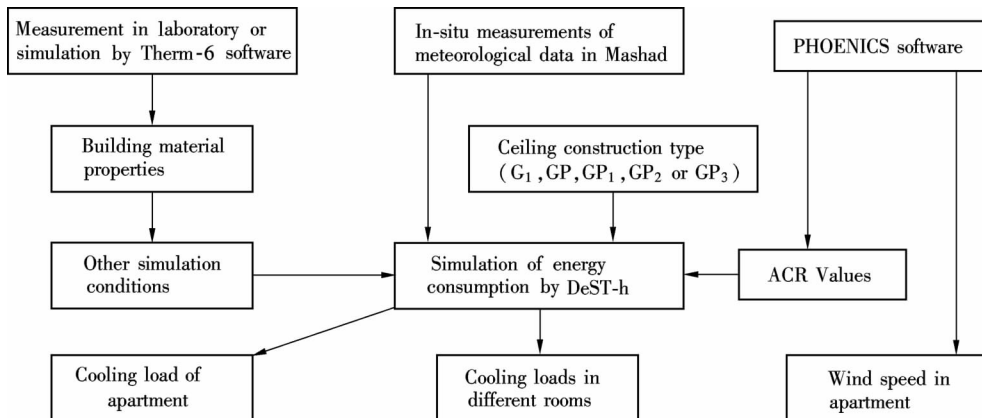 Measurement in laboratory or
simulation by Therm-6 software
In-situ measurements of
meteorological data in Mashad
PHOENICS software
Building material
properties
Ceiling construction type
(G₁,GP,GP₁,GP₂ or GP₃)
Other simulation
conditions
Simulation of energy
consumption by DeST-h
ACR Values
Cooling load of
apartment
Cooling loads in
different rooms
Wind speed in
apartment